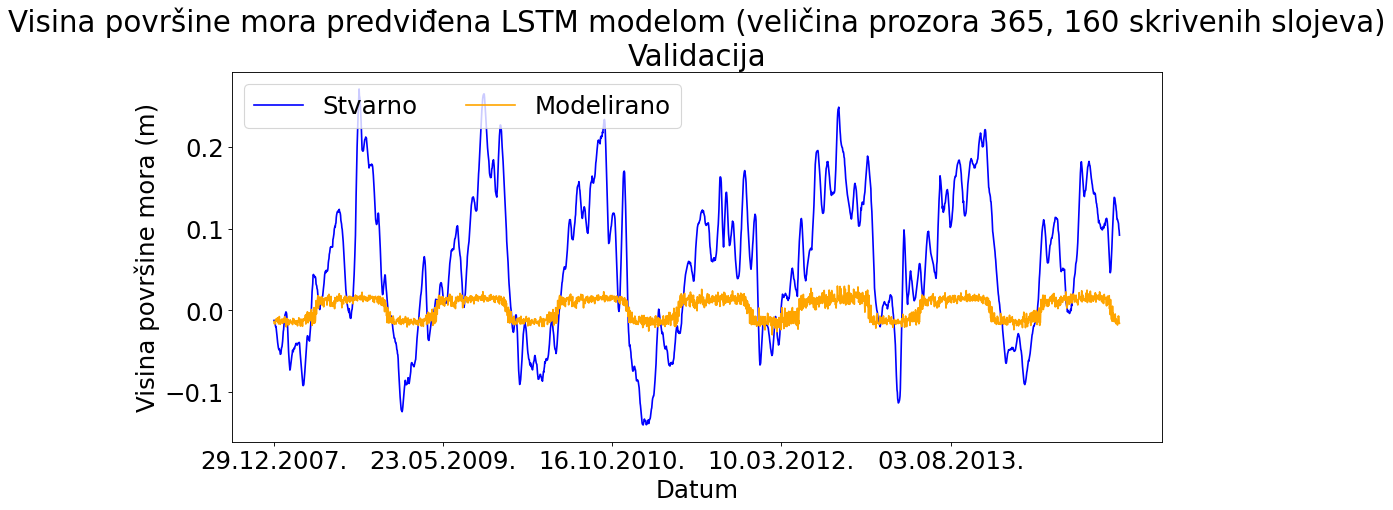 Visina površine mora predviđena LSTM modelom (veličina prozora 365, 160 skrivenih slojeva)
Validacija
Stvarno
Modelirano
Visina površine mora (m)
0.2
0.1
0.0
−0.1
29.12.2007.
23.05.2009.
16.10.2010.
10.03.2012.
03.08.2013.
Datum